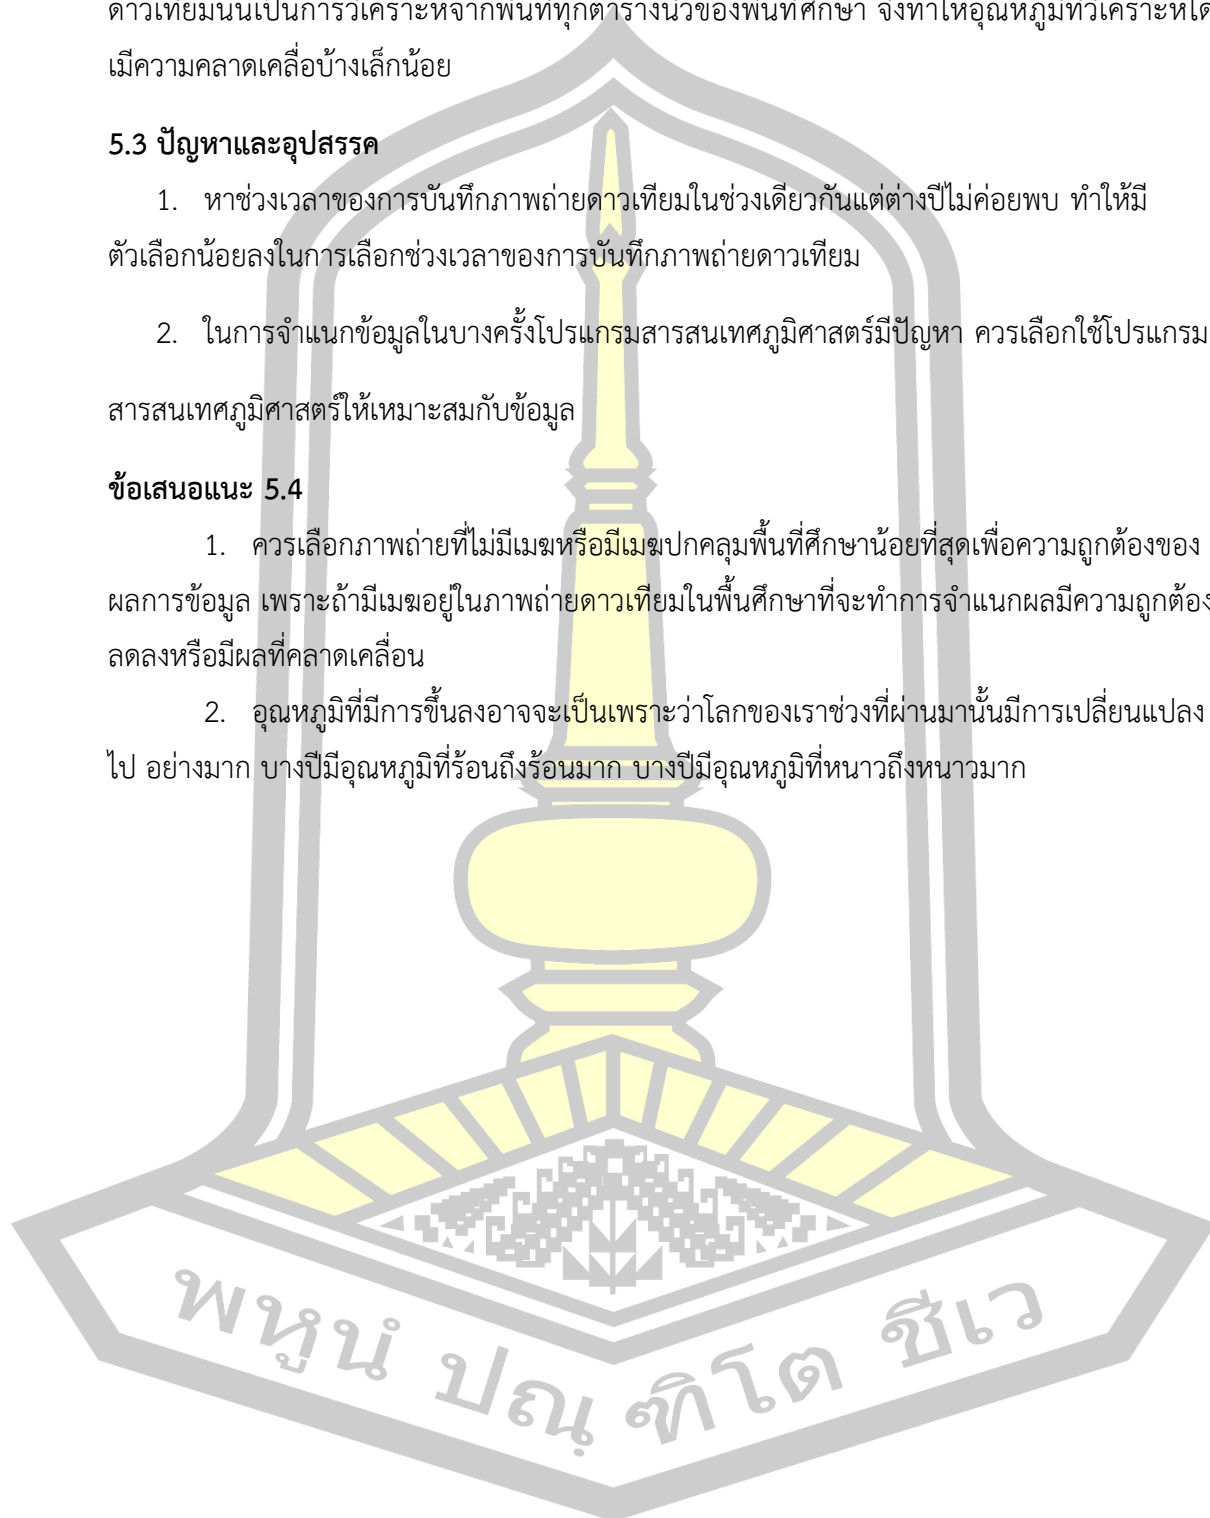 ดาวเทียมนั้นเป็นการวิเคราะห์จากพื้นที่ทุกตารางนิ้วของพื้นที่ศึกษา จึงทำให้อุณหภูมิที่วิเคราะห์ได้
เมีความคลาดเคลื่อบ้างเล็กน้อย
5.3 ปัญหาและอุปสรรค
1. หาช่วงเวลาของการบันทึกภาพถ่ายดาวเทียมในช่วงเดียวกันแต่ต่างปีไม่ค่อยพบ ทำให้มี
ตัวเลือกน้อยลงในการเลือกช่วงเวลาของการบันทึกภาพถ่ายดาวเทียม
2. ในการจำแนกข้อมูลในบางครั้งโปรแกรมสารสนเทศภูมิศาสตร์มีปัญหา ควรเลือกใช้โปรแกรม
สารสนเทศภูมิศาสตร์ให้เหมาะสมกับข้อมูล
ข้อเสนอแนะ 5.4
1. ควรเลือกภาพถ่ายที่ไม่มีเมฆหรือมีเมฆปกคลุมพื้นที่ศึกษาน้อยที่สุดเพื่อความถูกต้องของ
ผลการข้อมูล เพราะถ้ามีเมฆอยู่ในภาพถ่ายดาวเทียมในพื้นศึกษาที่จะทำการจำแนกผลมีความถูกต้อง
ลดลงหรือมีผลที่คลาดเคลื่อน
2. อุณหภูมิที่มีการขึ้นลงอาจจะเป็นเพราะว่าโลกของเราช่วงที่ผ่านมานั้นมีการเปลี่ยนแปลง
ไป อย่างมาก บางปีมีอุณหภูมิที่ร้อนถึงร้อนมาก บางปีมีอุณหภูมิที่หนาวถึงหนาวมาก
พหูนํ ปณฺฑิโต ชีเว